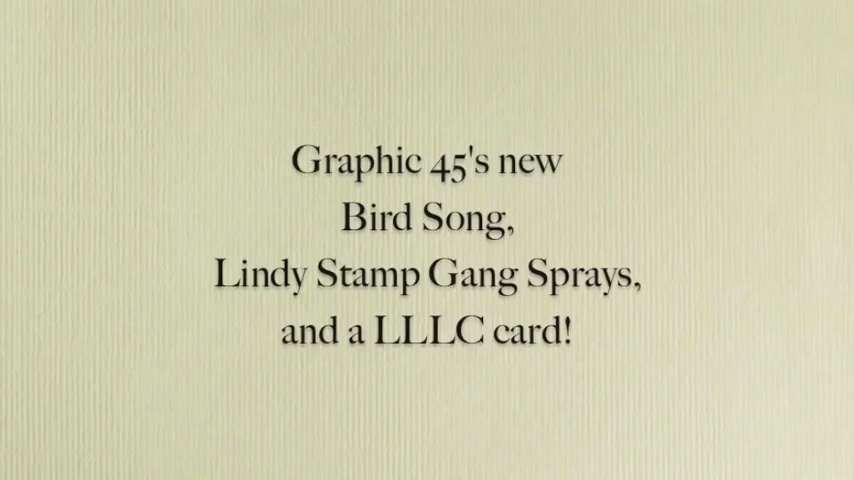 Graphic 45's new
Bird Song,
Lindy Stamp Gang Sprays,
and a LLLC card!